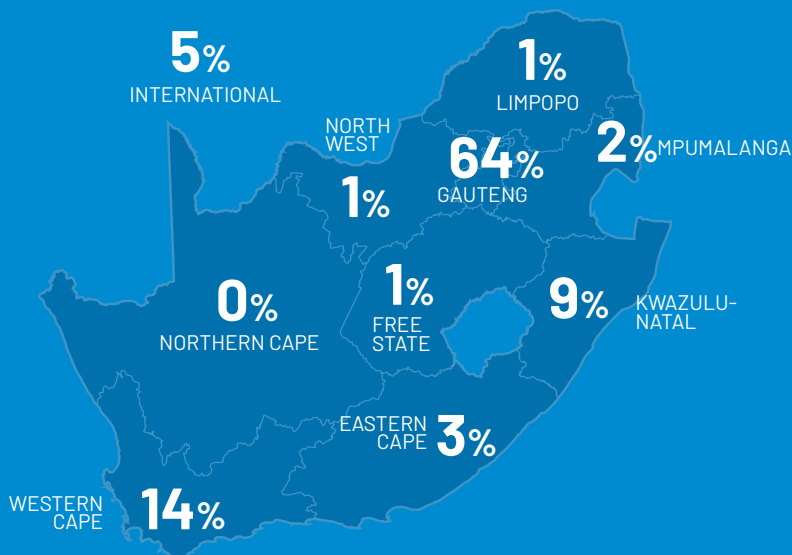 5%
INTERNATIONAL
1%
LIMPOPO
NORTH
WEST
1%
64%
GAUTENG
2%
MPUMALANGA
0%
NORTHERN CAPE
1%
FREE
STATE
9%
KWAZULU-
NATAL
EASTERN
CAPE
3%
WESTERN
CAPE
14%